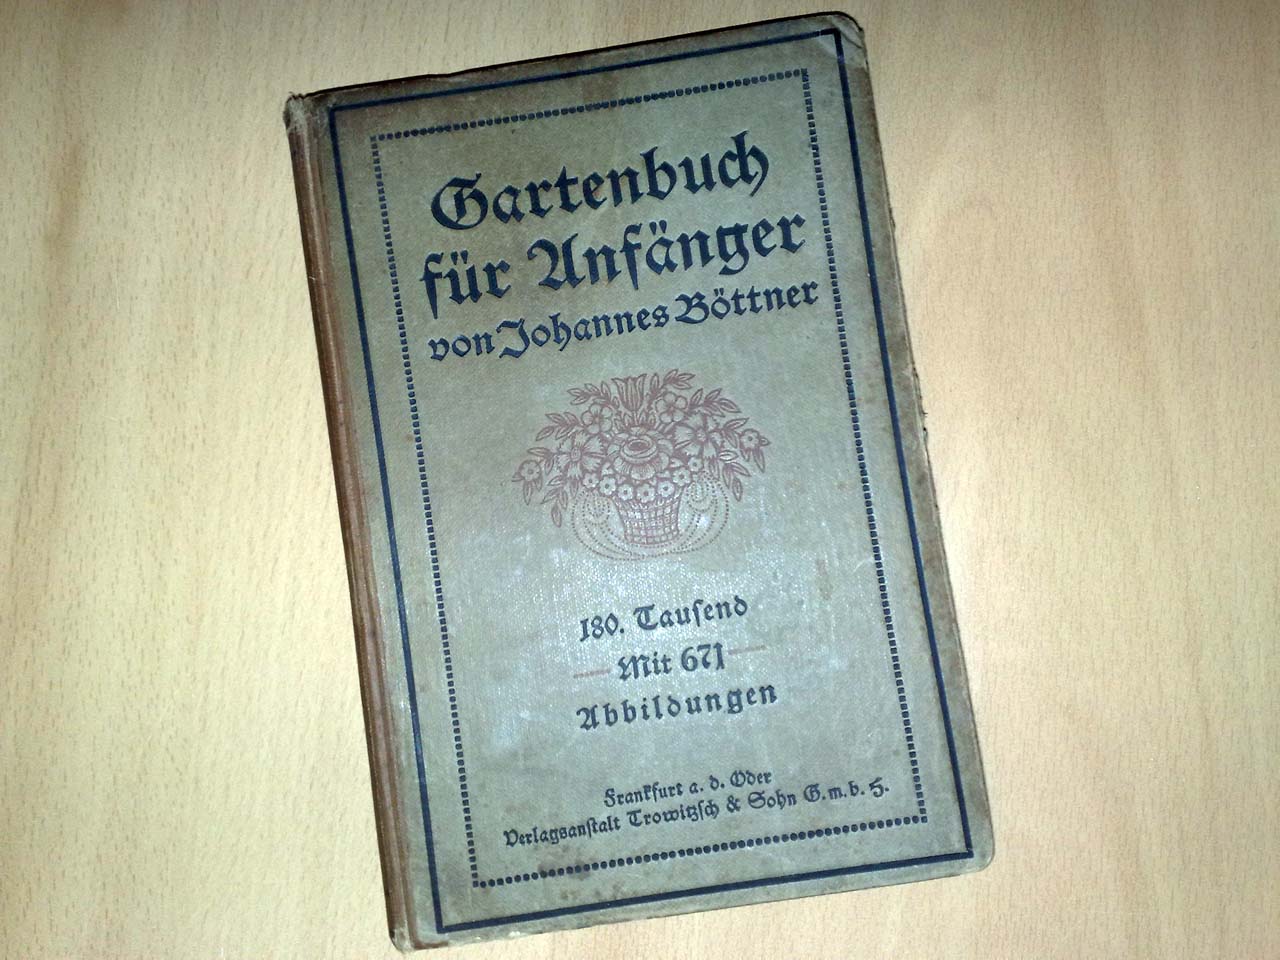 Gartenbuch
für Anfänger
von Johannes Böttner
180. Tauſend
Mit 671
Abbildungen
Frankfurt a. d. Oder
Verlagsanſtalt Trowitzſch & Sohn G.m.b.H.